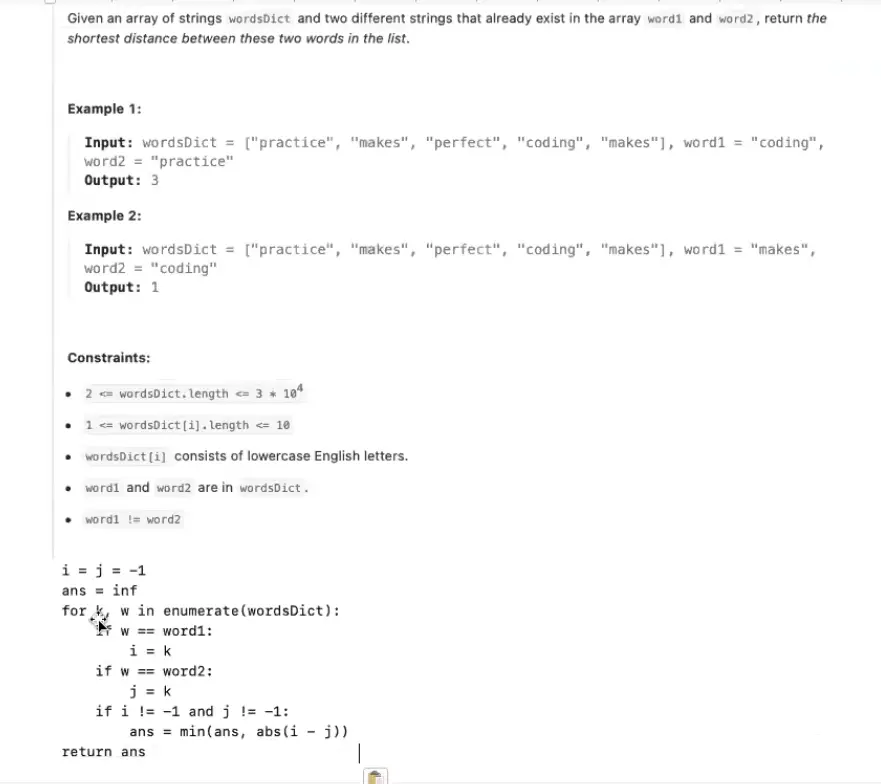 Given an array of strings wordsDict and two different strings that already exist in the array word1 and word2, return the
shortest distance between these two words in the list.
Example 1:
Input: wordsDict = ["practice", "makes", "perfect", "coding", "makes"], word1 = "coding",
word2 = "practice"
Output: 3
Example 2:
Input: wordsDict = ["practice", "makes", "perfect", "coding", "makes"], word1 = "makes",
word2 = "coding"
Output: 1
Constraints:
• 2 <= wordsDict.length <= 3 * 10⁴
• 1 <= wordsDict[i].length <= 10
• wordsDict[i] consists of lowercase English letters.
• word1 and word2 are in wordsDict.
• word1 != word2
i = j = -1
ans = inf
for k, w in enumerate(wordsDict):
    if w == word1:
        i = k
    if w == word2:
        j = k
    if i != -1 and j != -1:
        ans = min(ans, abs(i - j))
return ans